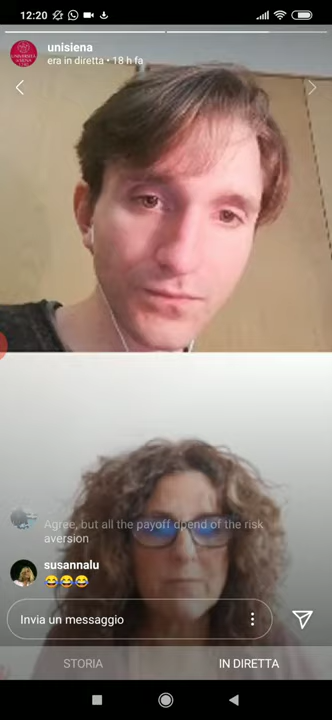 12:20
unisiena
era in diretta • 18 h fa
Agree, but all the payoff dpend of the risk
aversion
susannalu
😂😂😂
Invia un messaggio
STORIA
IN DIRETTA